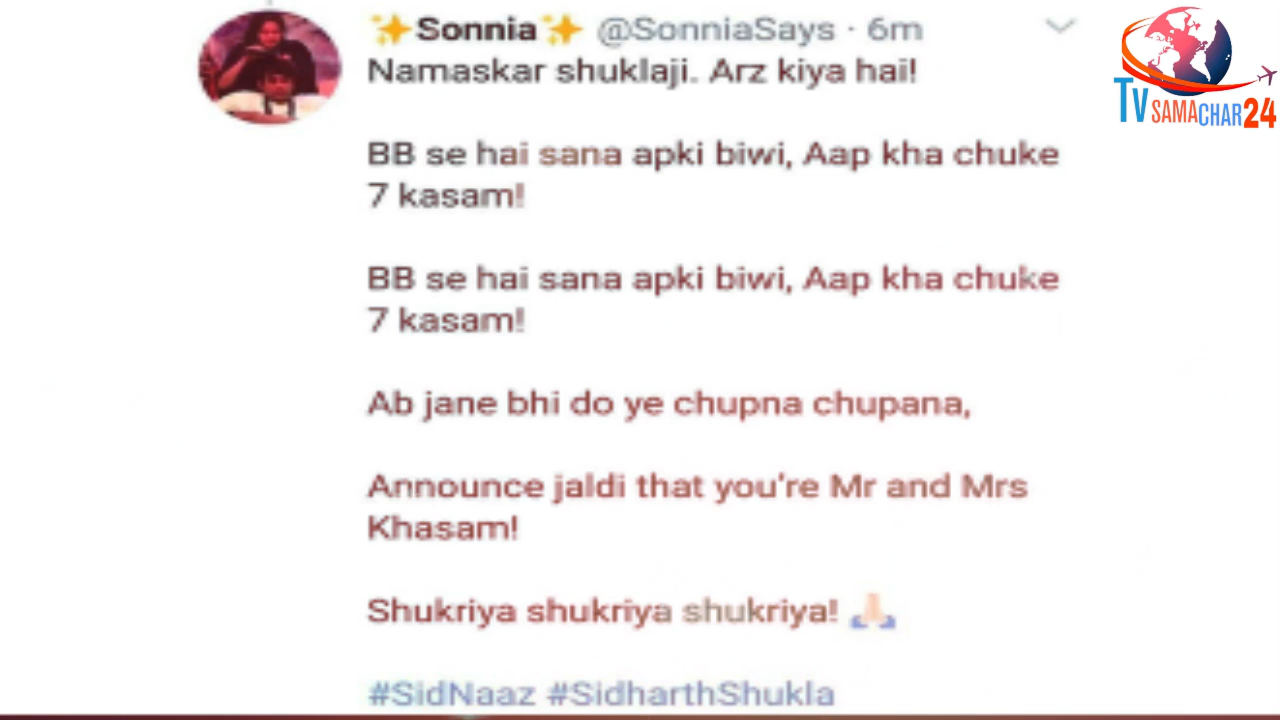 ✨Sonnia✨ @SonniaSays · 6m
Namaskar shuklaji. Arz kiya hai!
BB se hai sana apki biwi, Aap kha chuke
7 kasam!
BB se hai sana apki biwi, Aap kha chuke
7 kasam!
Ab jane bhi do ye chupna chupana,
Announce jaldi that you're Mr and Mrs
Khasam!
Shukriya shukriya shukriya! 🙏🏻
#SidNaaz #SidharthShukla
TV SAMACHAR24